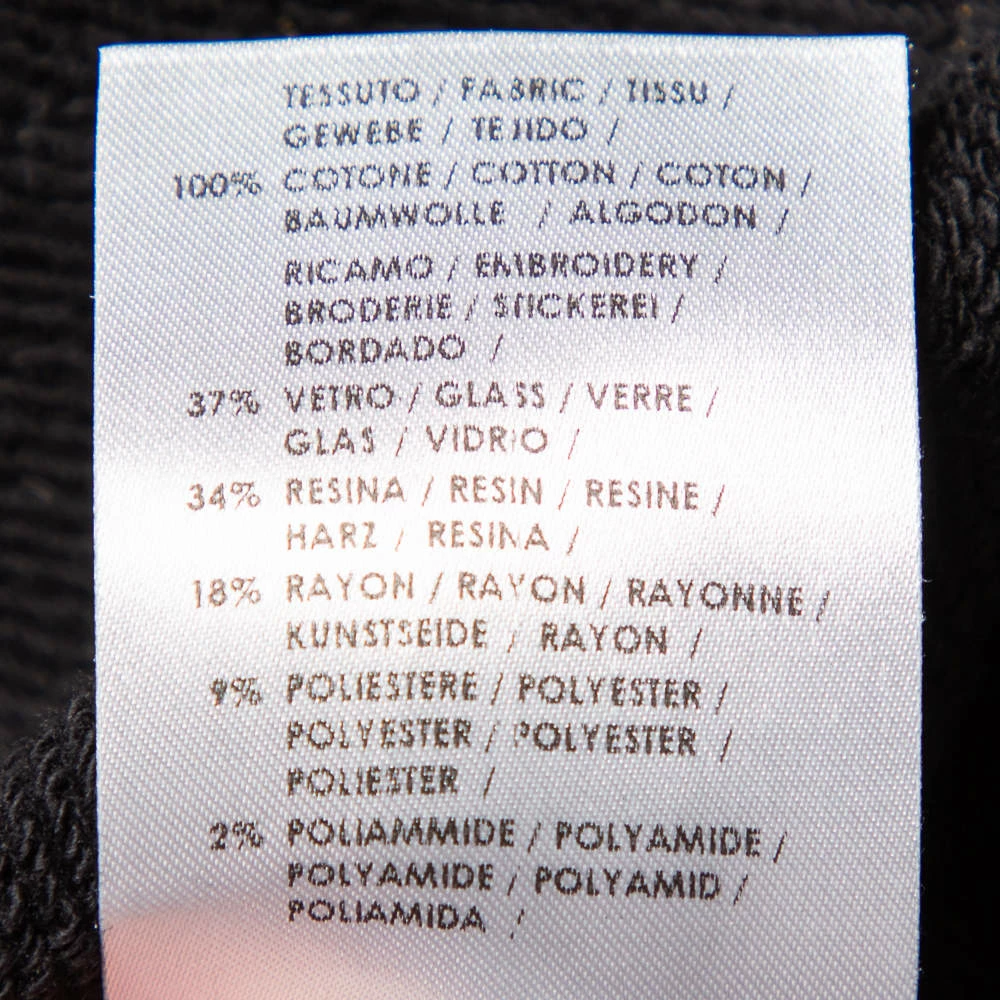 TESSUTO / FABRIC / TISSU /
GEWEBE / TEJIDO /
100% COTONE / COTTON / COTON /
BAUMWOLLE / ALGODON /
RICAMO / EMBROIDERY /
BRODERIE / STICKEREI /
BORDADO /
37% VETRO / GLASS / VERRE /
GLAS / VIDRIO /
34% RESINA / RESIN / RESINE /
HARZ / RESINA /
18% RAYON / RAYON / RAYONNE /
KUNSTSEIDE / RAYON /
9% POLIESTERE / POLYESTER /
POLYESTER / POLYESTER /
POLIESTER /
2% POLIAMMIDE / POLYAMIDE /
POLYAMIDE / POLYAMID /
POLIAMIDA /